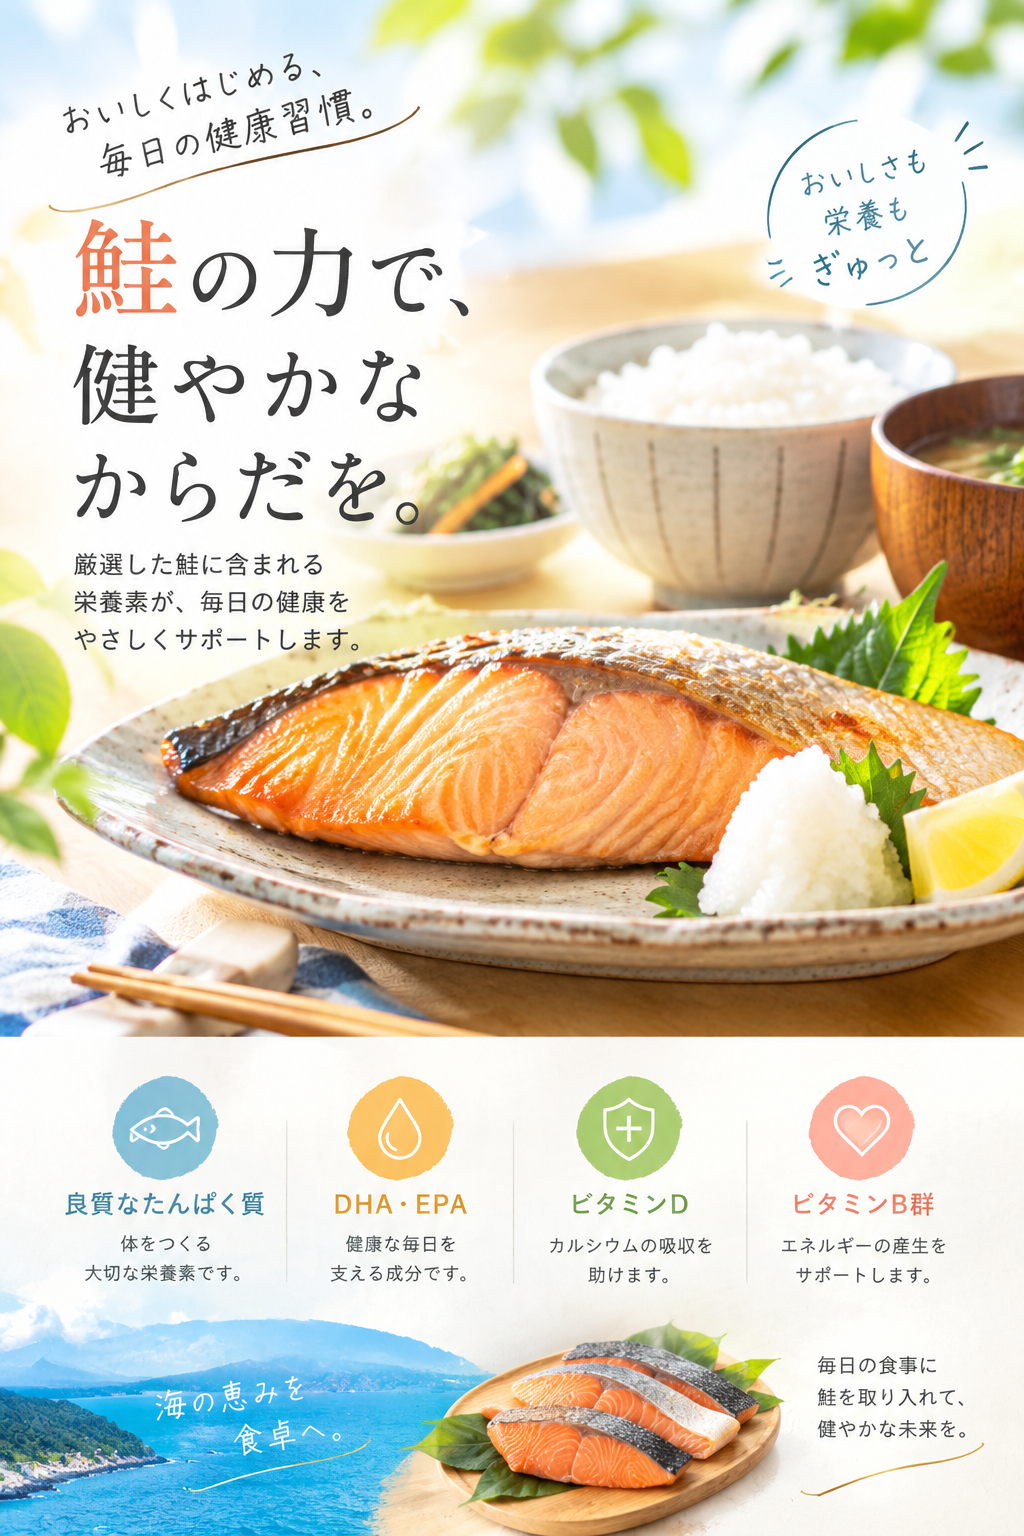 おいしくはじめる、
毎日の健康習慣。
おいしさも
栄養も
ぎゅっと
鮭の力で、
健やかな
からだを。
厳選した鮭に含まれる
栄養素が、毎日の健康を
やさしくサポートします。
良質なたんぱく質
体をつくる
大切な栄養素です。
DHA・EPA
健康な毎日を
支える成分です。
ビタミンD
カルシウムの吸収を
助けます。
ビタミンB群
エネルギーの産生を
サポートします。
海の恵みを
食卓へ。
毎日の食事に
鮭を取り入れて、
健やかな未来を。